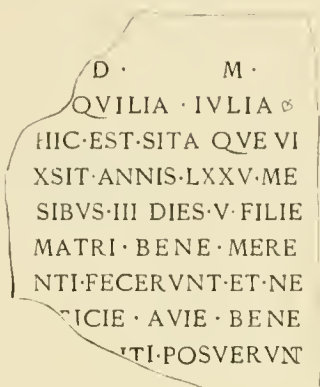 D · M ·
QVILIA · IVLIA
HIC·EST·SITA QVE VI
XSIT·ANNIS·LXXV·ME
SIBVS·III DIES·V·FILIE
MATRI · BENE · MERE
NTI·FECERVNT·ET·NE
ICIE · AVIE · BENE
ITI·POSVERVNT